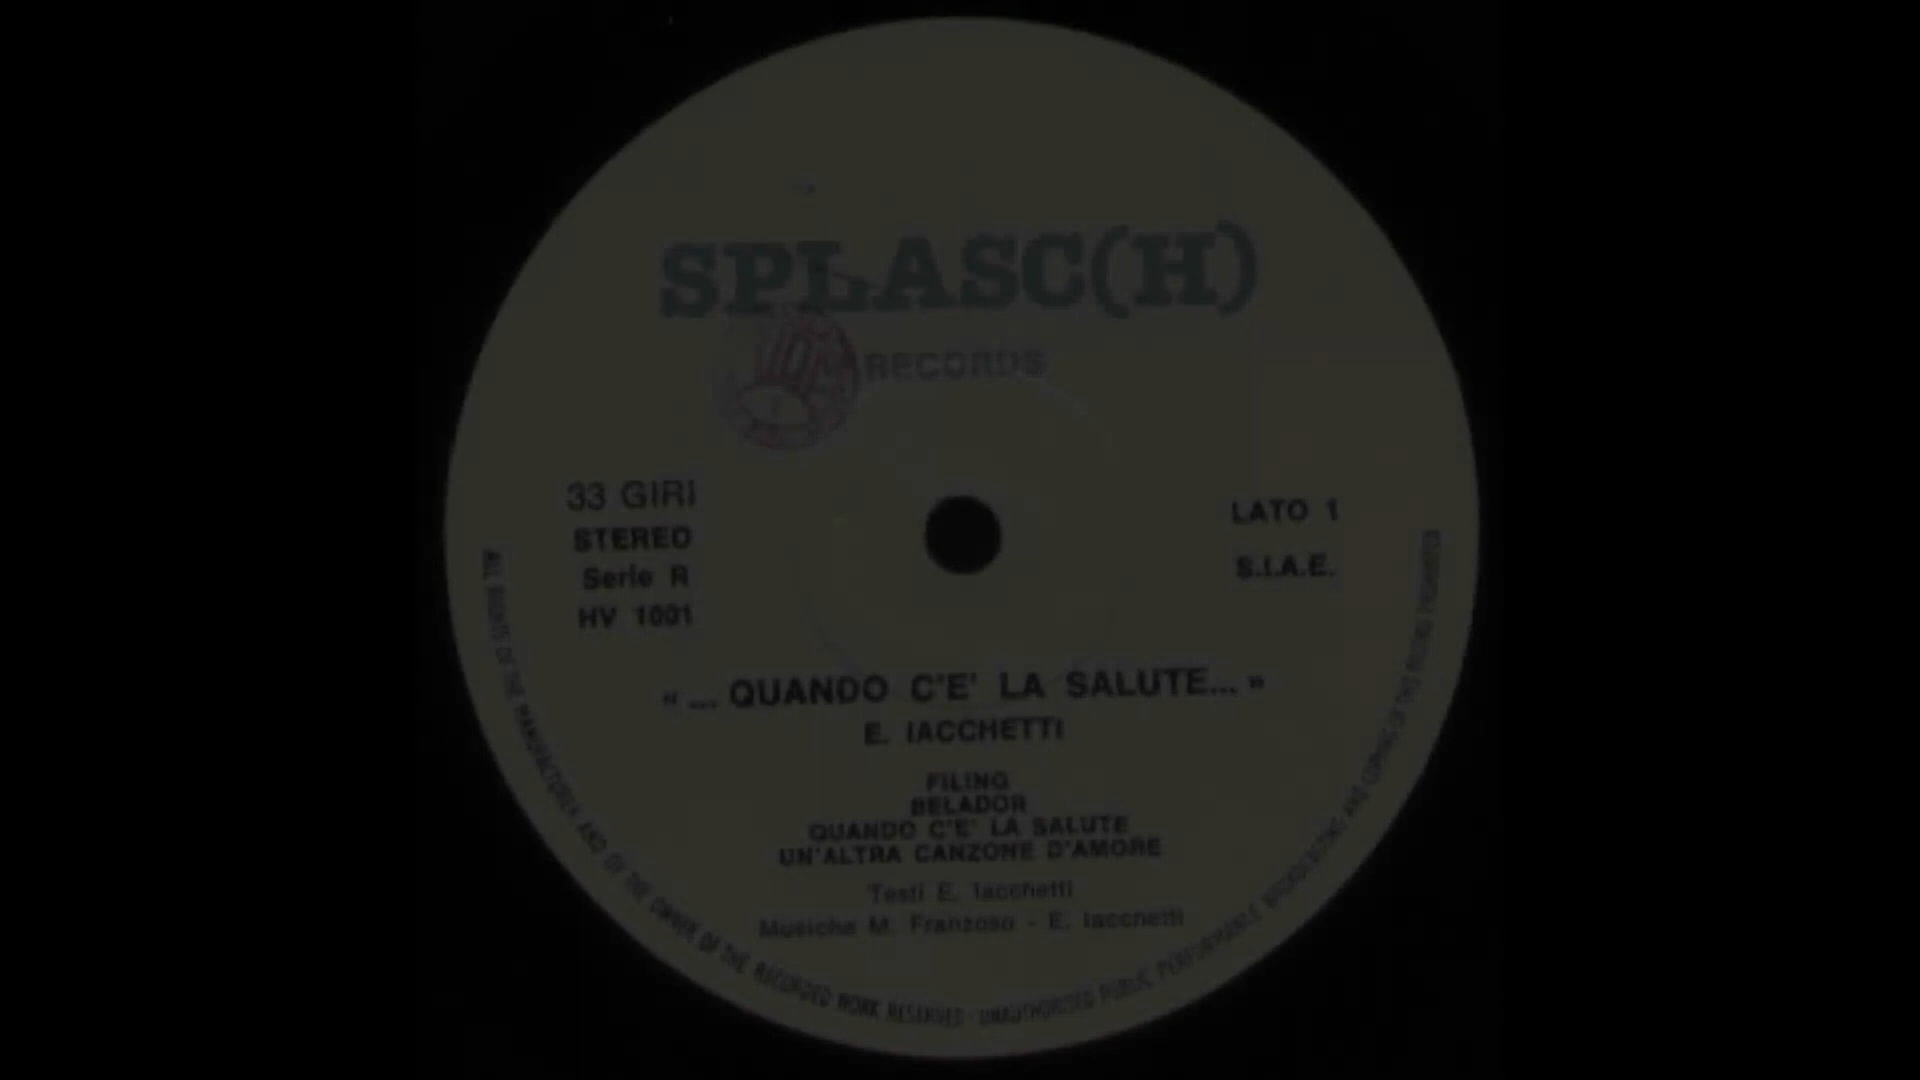 SPLASC(H)
RECORDS
33 GIRI
STEREO
Serie R
HV 1001
LATO 1
S.I.A.E.
«... QUANDO C'E' LA SALUTE...»
E. IACCHETTI
FILING
BELADOR
QUANDO C'E' LA SALUTE
UN'ALTRA CANZONE D'AMORE
Testi E. Iacchetti
Musiche M. Franzoso - E. Iacchetti
ALL RIGHTS OF THE MANUFACTURER AND OF THE OWNER OF THE RECORDED WORK RESERVED - UNAUTHORISED PUBLIC PERFORMANCE BROADCASTING AND COPYING OF THIS RECORD PROHIBITED